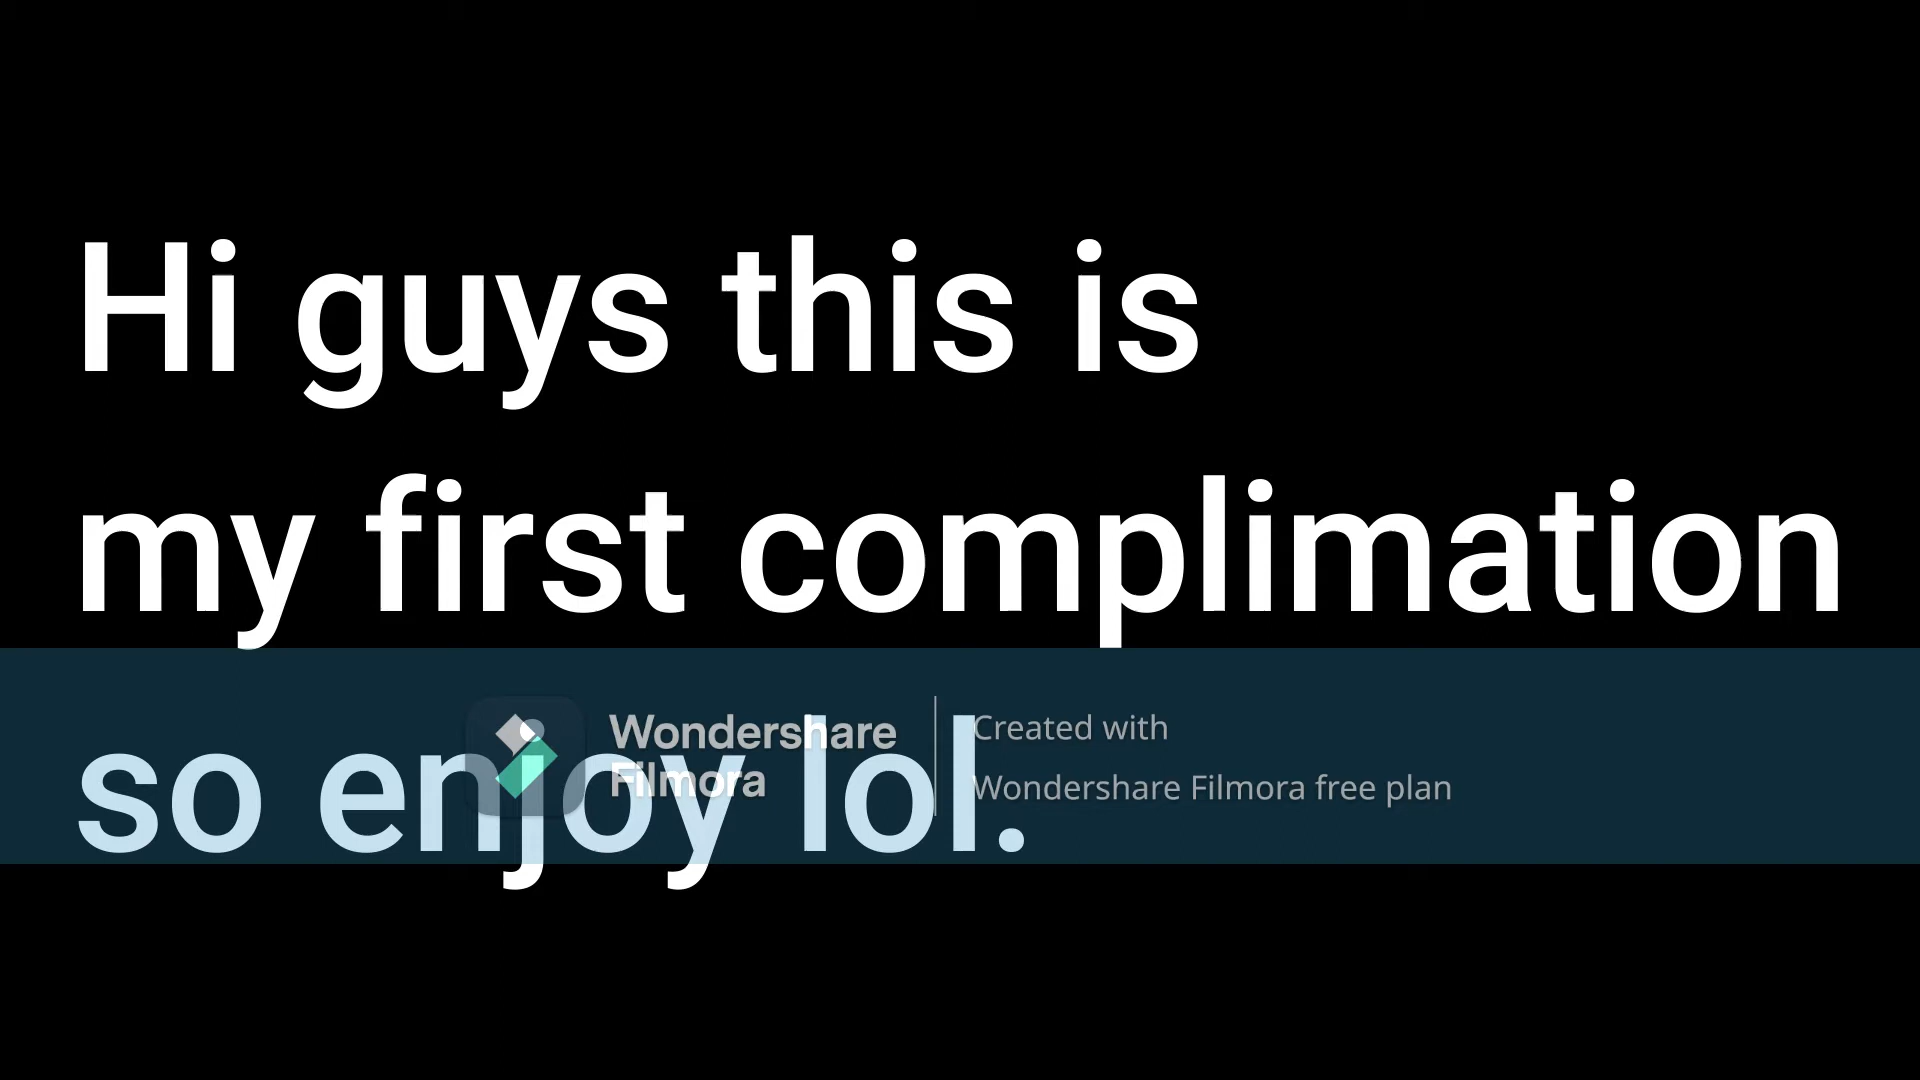 Hi guys this is
my first complimation
so enjoy lol.
Wondershare
Filmora
Created with
Wondershare Filmora free plan